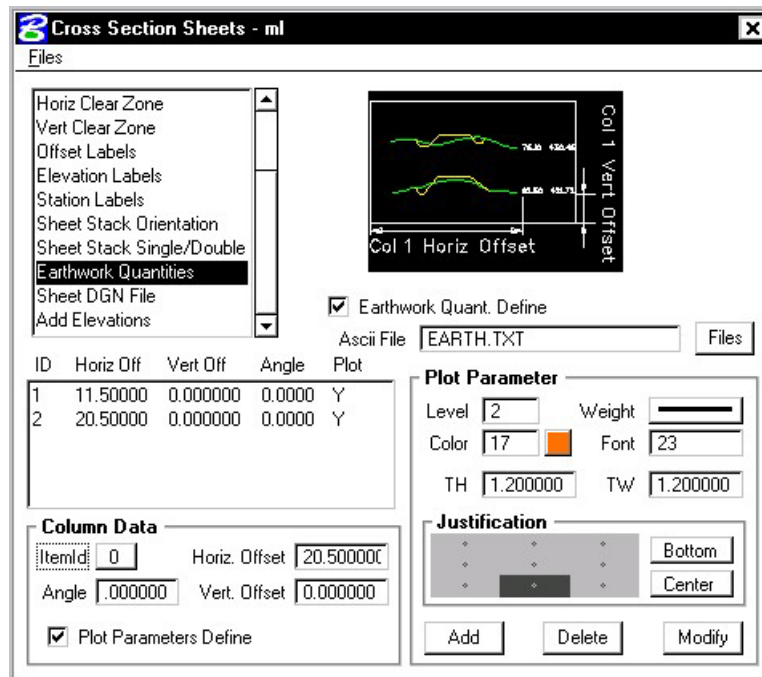 Cross Section Sheets - ml
Files
Horiz Clear Zone
Vert Clear Zone
Offset Labels
Elevation Labels
Station Labels
Sheet Stack Orientation
Sheet Stack Single/Double
Earthwork Quantities
Sheet DGN File
Add Elevations
Col 1 Vert Offset
Col 1 Horiz Offset
Earthwork Quant. Define
Ascii File EARTH.TXT Files
ID Horiz Off Vert Off Angle Plot
1 11.50000 0.000000 0.0000 Y
2 20.50000 0.000000 0.0000 Y
Plot Parameter
Level 2 Weight
Color 17 Font 23
TH 1.200000 TW 1.200000
Column Data
ItemId 0 Horiz. Offset 20.500000
Angle .000000 Vert. Offset 0.000000
Plot Parameters Define
Justification
Bottom
Center
Add Delete Modify